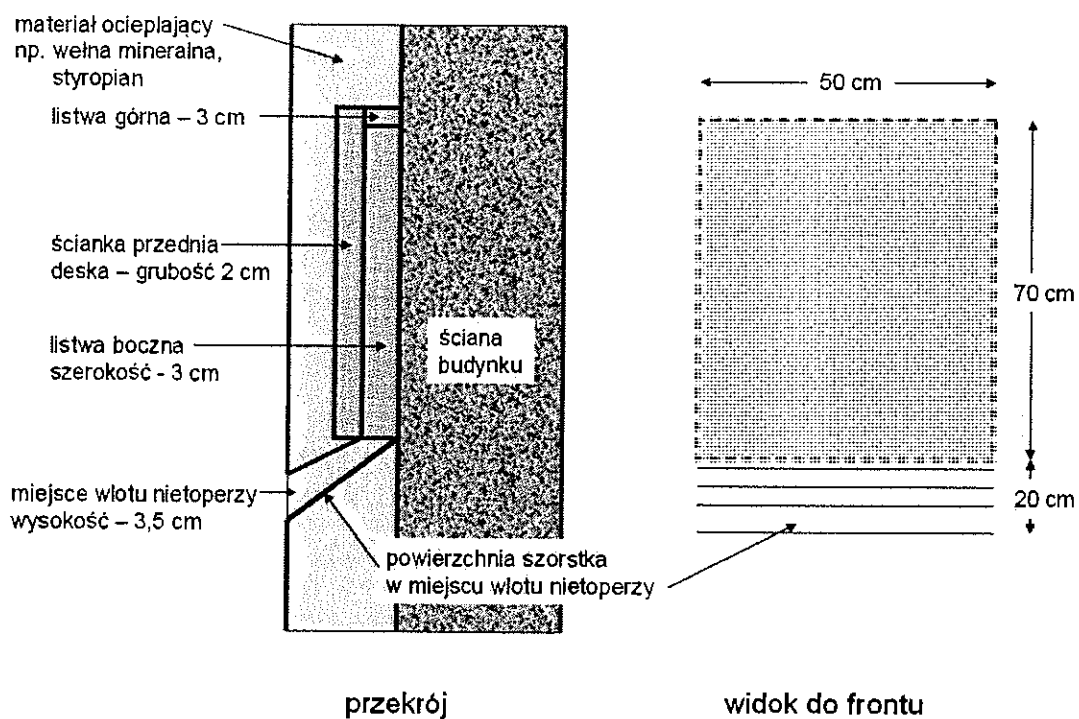 materiał ocieplający
np. wełna mineralna,
styropian
listwa górna – 3 cm
ścianka przednia
deska – grubość 2 cm
listwa boczna
szerokość - 3 cm
miejsce wlotu nietoperzy
wysokość – 3,5 cm
ściana
budynku
powierzchnia szorstka
w miejscu wlotu nietoperzy
przekrój
50 cm
70 cm
20 cm
widok do frontu